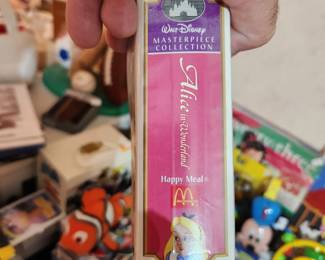 Walt Disney
MASTERPIECE
COLLECTION
Alice in Wonderland
Happy Meal®